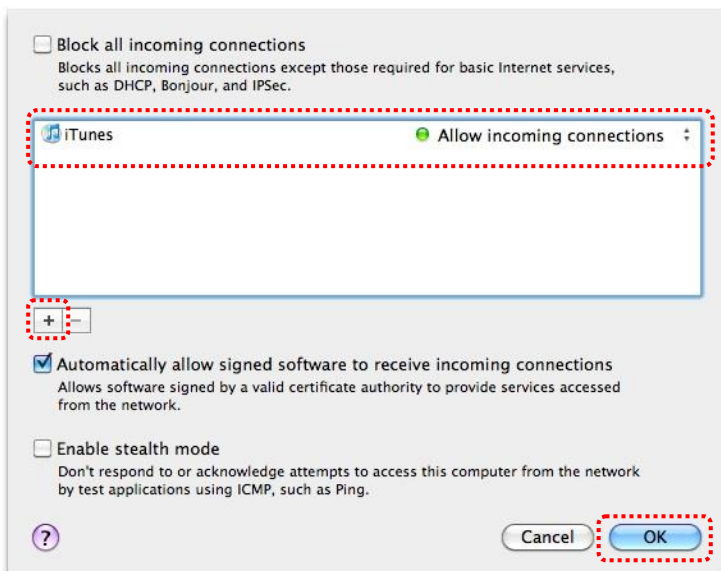 Block all incoming connections
Blocks all incoming connections except those required for basic Internet services,
such as DHCP, Bonjour, and IPSec.
iTunes Allow incoming connections
+ −
Automatically allow signed software to receive incoming connections
Allows software signed by a valid certificate authority to provide services accessed
from the network.
Enable stealth mode
Don't respond to or acknowledge attempts to access this computer from the network
by test applications using ICMP, such as Ping.
? Cancel OK